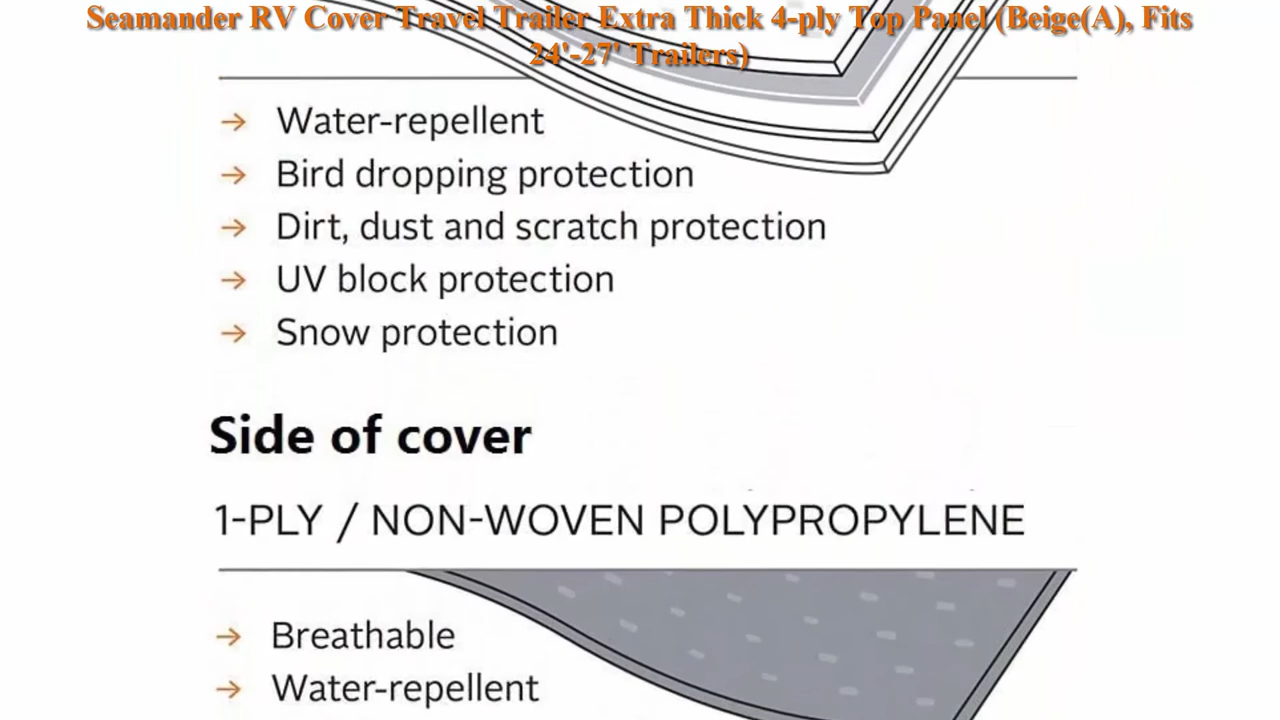 Seamander RV Cover Travel Trailer Extra Thick 4-ply Top Panel (Beige(A), Fits
24'-27' Trailers)
→ Water-repellent
→ Bird dropping protection
→ Dirt, dust and scratch protection
→ UV block protection
→ Snow protection
Side of cover
1-PLY / NON-WOVEN POLYPROPYLENE
→ Breathable
→ Water-repellent